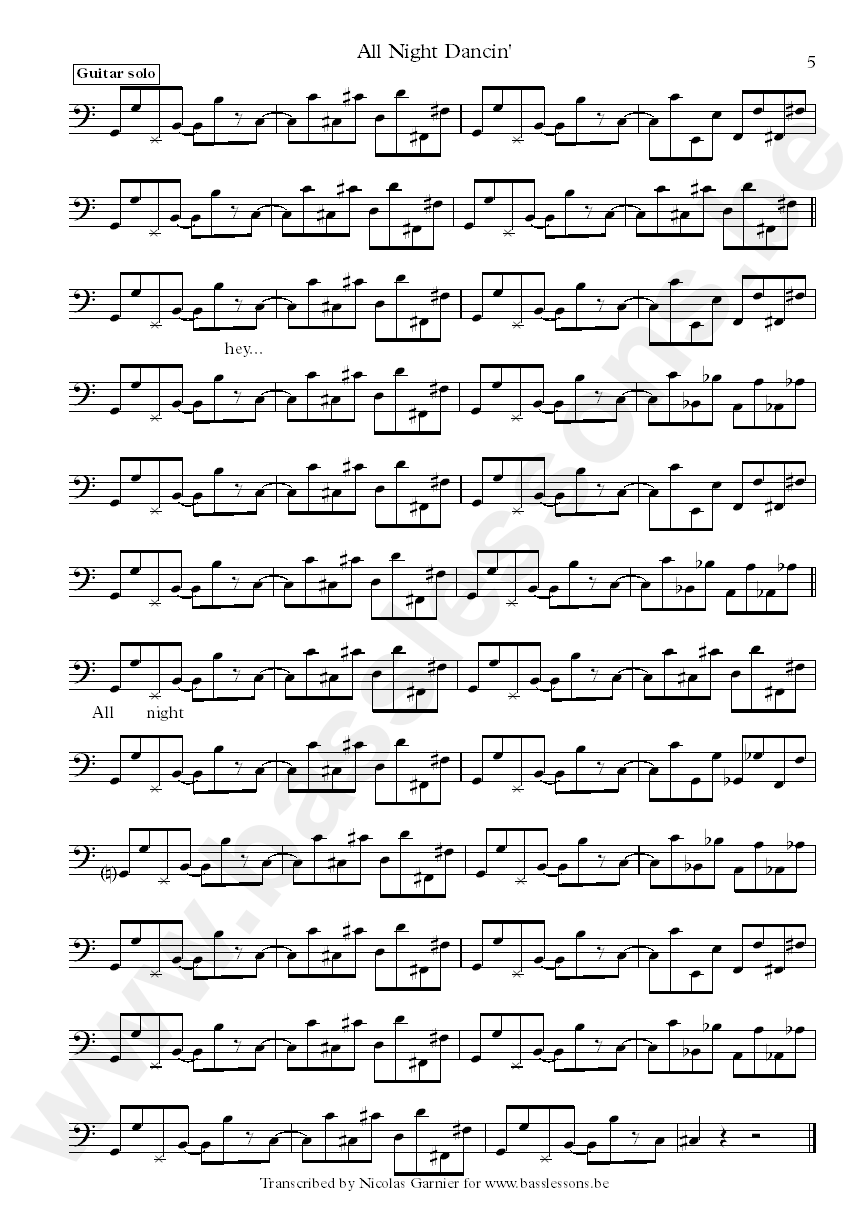 All Night Dancin'
5
Guitar solo
hey...
All night
Transcribed by Nicolas Garnier for www.basslessons.be
www.basslessons.be